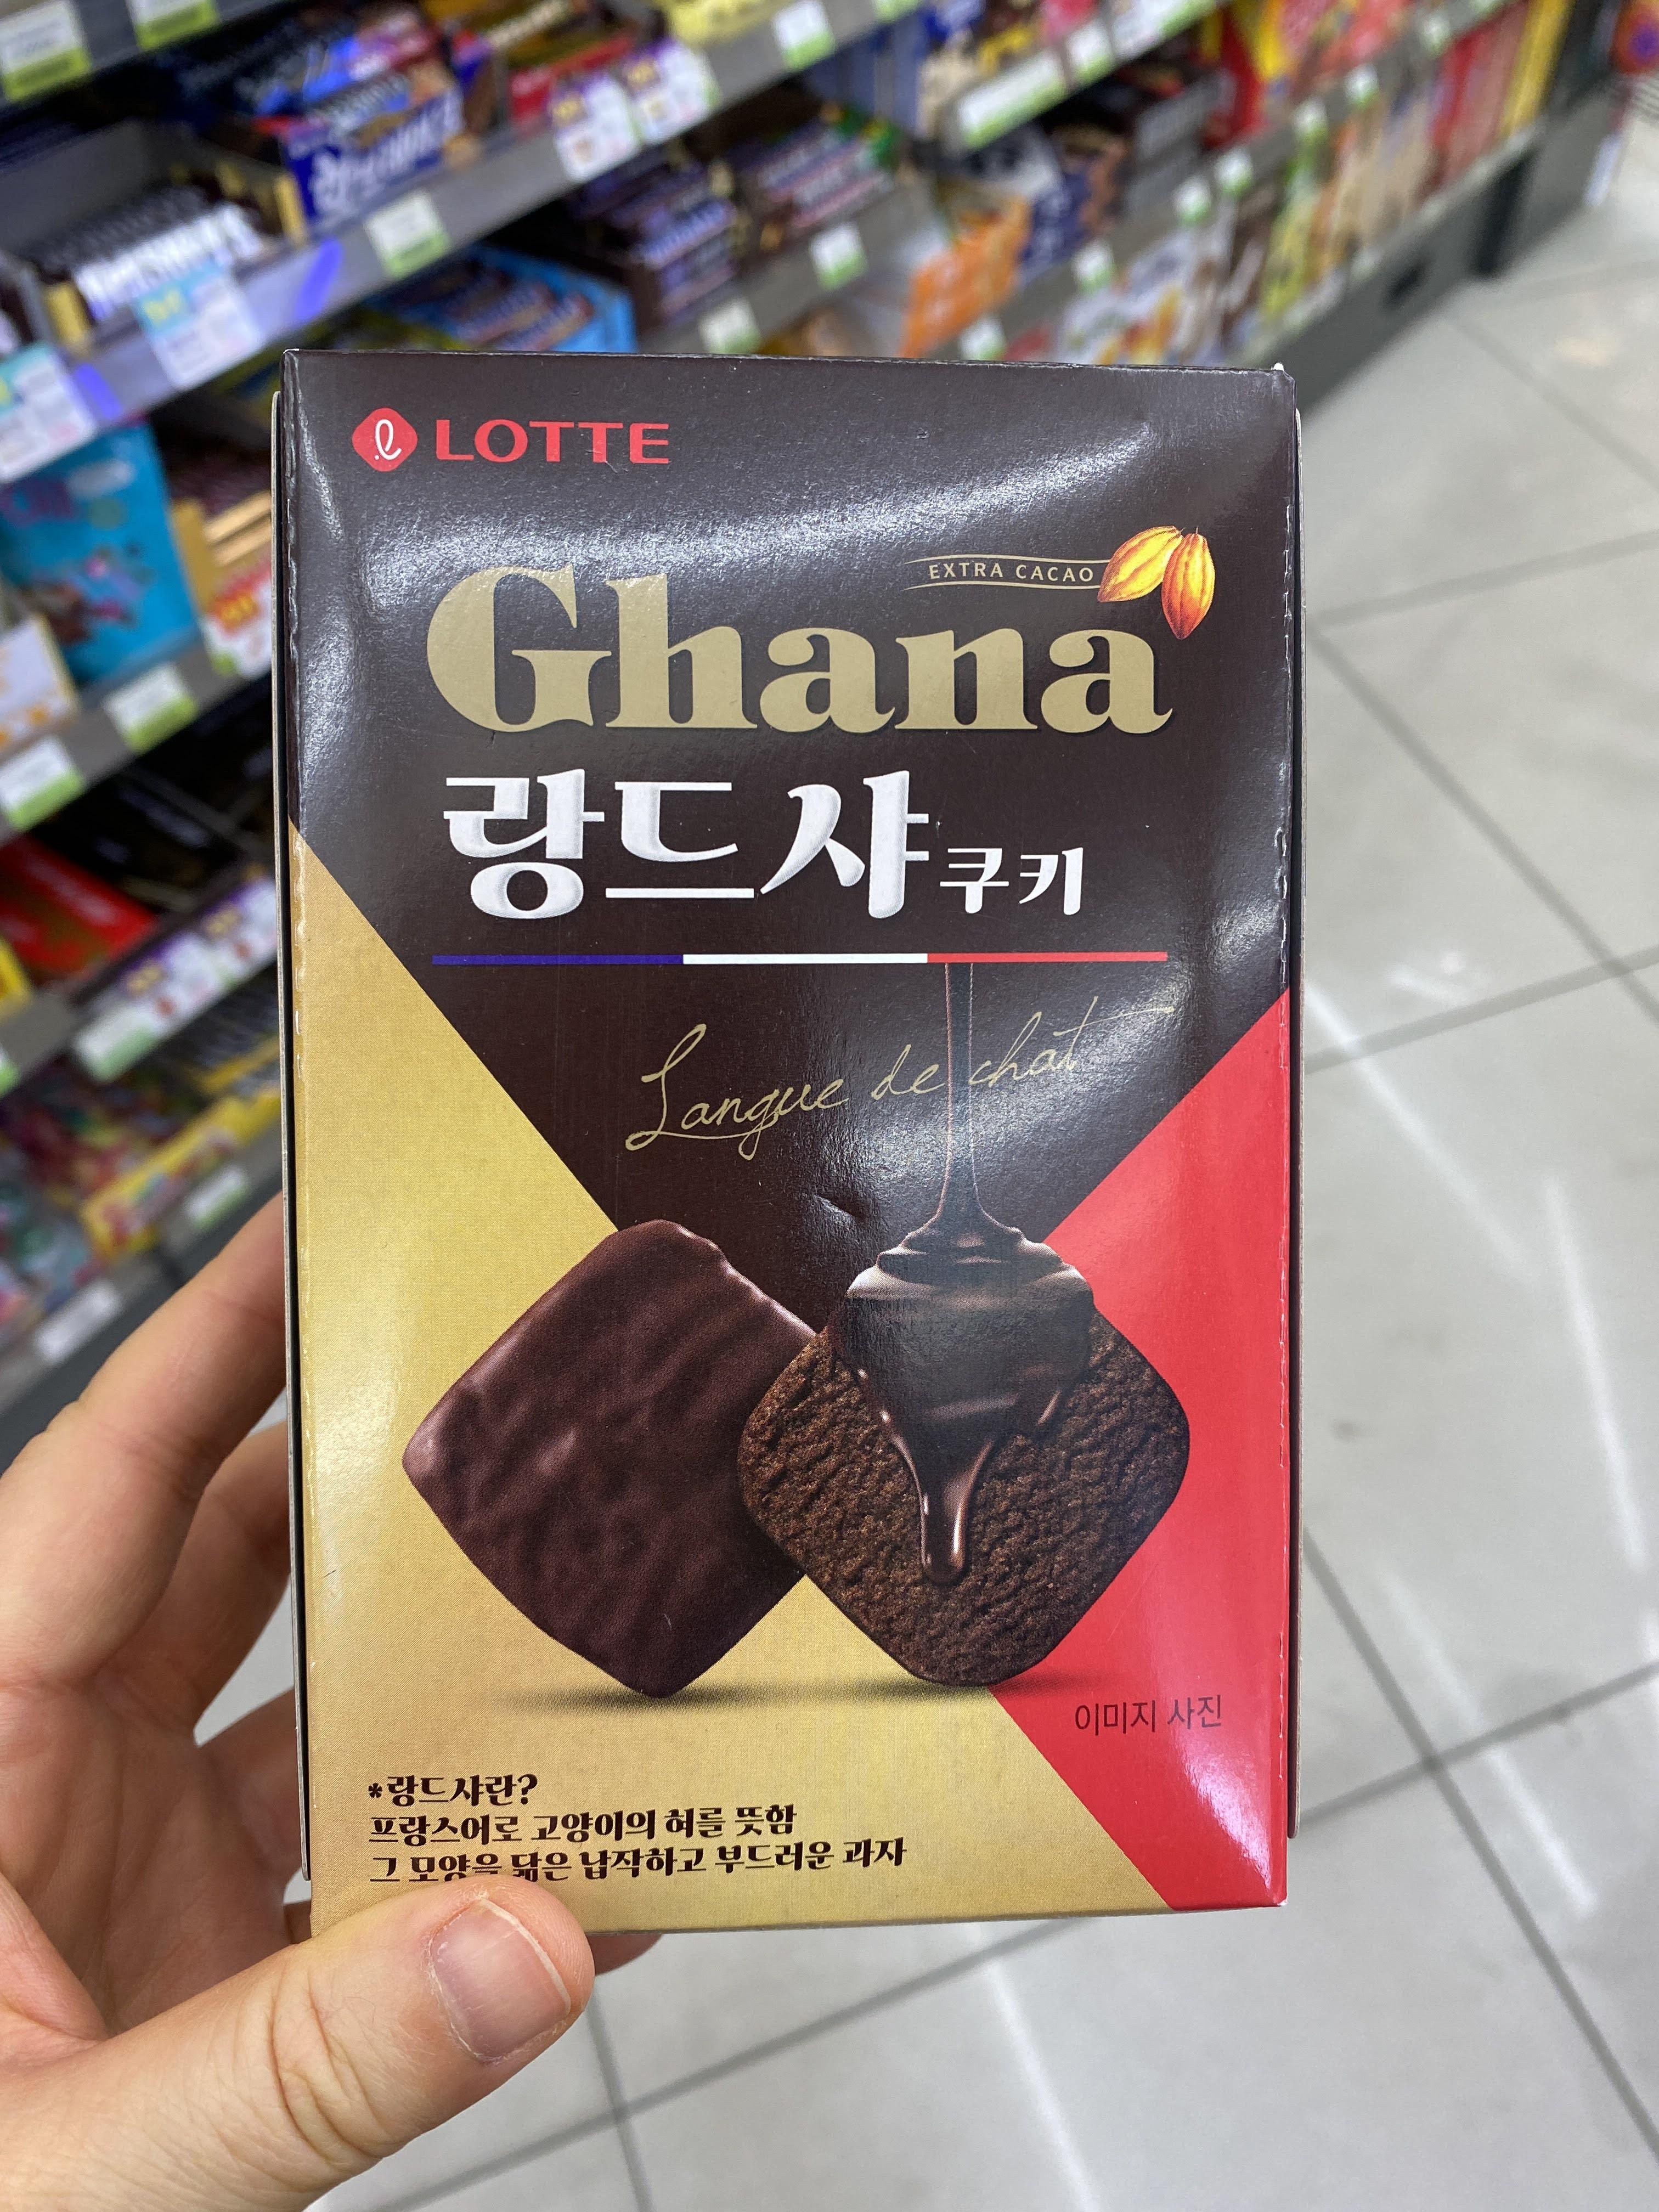 LOTTE
EXTRA CACAO
Ghana
랑드샤 쿠키
Langue de chat
이미지 사진
*랑드샤란?
프랑스어로 고양이의 혀를 뜻함
그 모양을 닮은 납작하고 부드러운 과자